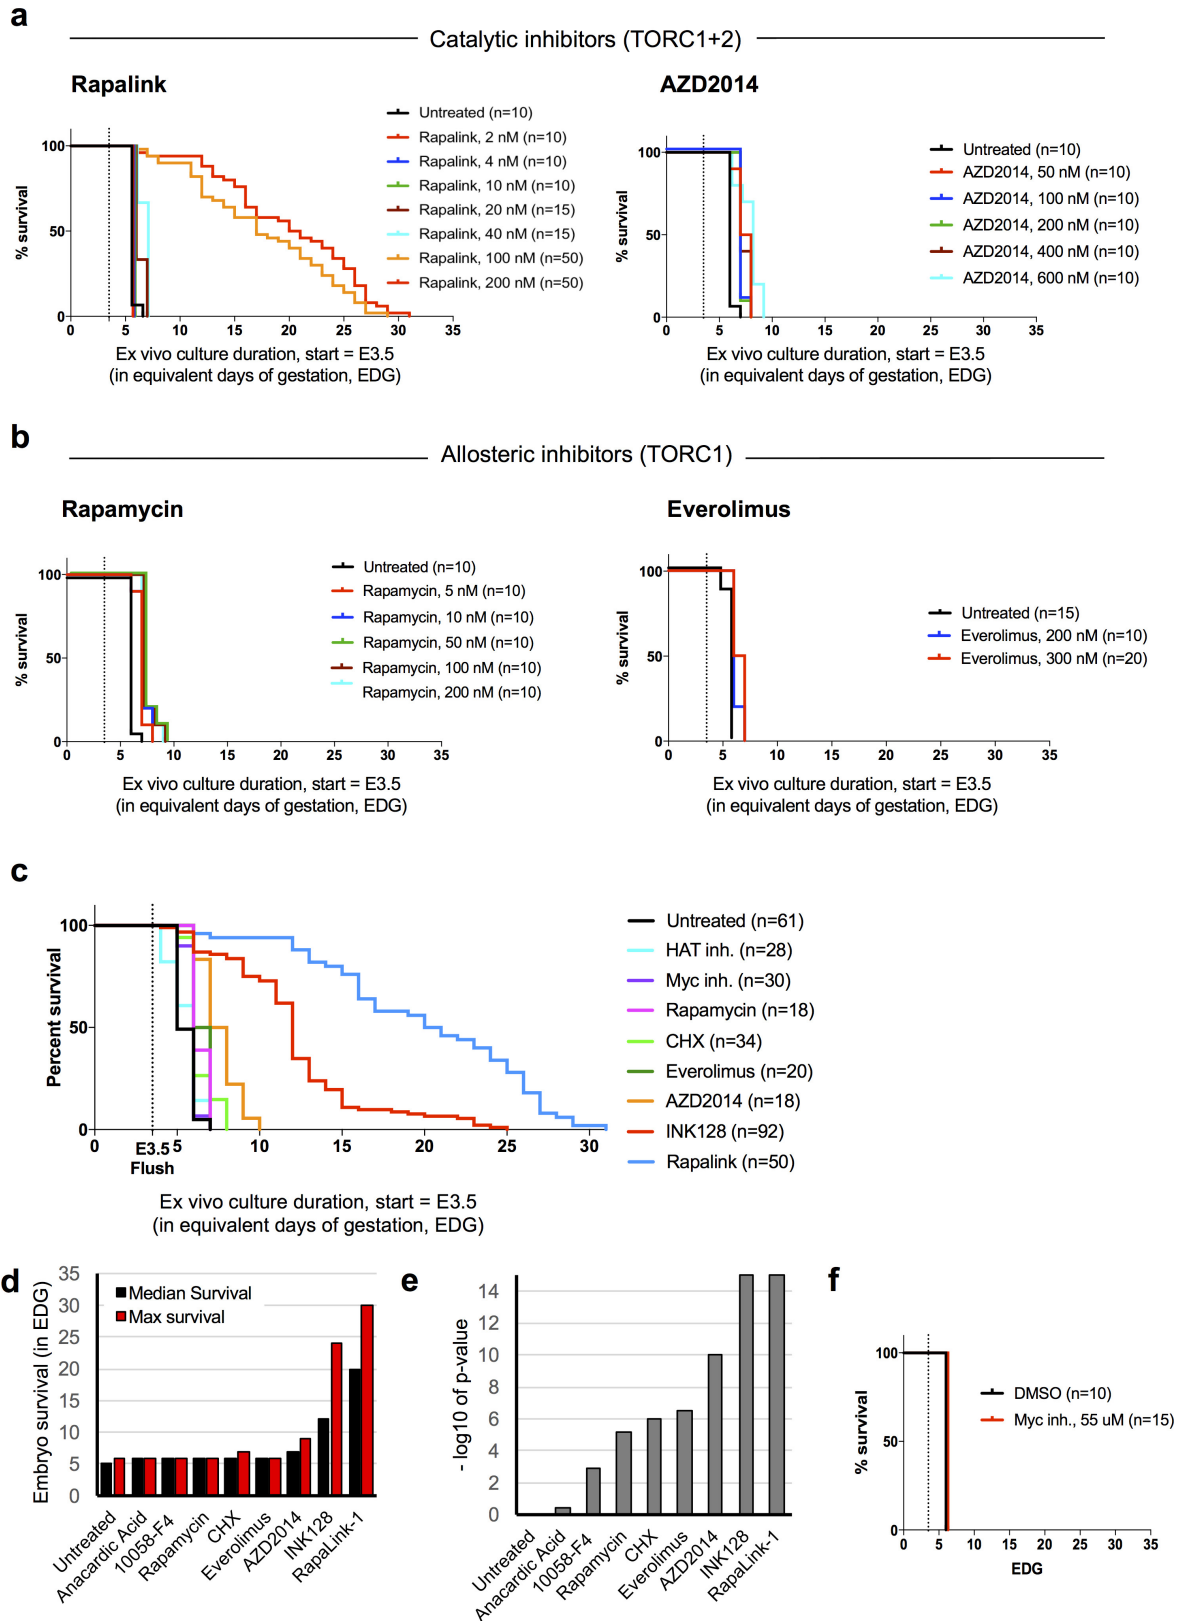 a
Catalytic inhibitors (TORC1+2)
Rapalink
AZD2014
Untreated (n=10)
Rapalink, 2 nM (n=10)
Rapalink, 4 nM (n=10)
Rapalink, 10 nM (n=10)
Rapalink, 20 nM (n=15)
Rapalink, 40 nM (n=15)
Rapalink, 100 nM (n=50)
Rapalink, 200 nM (n=50)
% survival
100
50
0
0 5 10 15 20 25 30 35
Ex vivo culture duration, start = E3.5
(in equivalent days of gestation, EDG)
Untreated (n=10)
AZD2014, 50 nM (n=10)
AZD2014, 100 nM (n=10)
AZD2014, 200 nM (n=10)
AZD2014, 400 nM (n=10)
AZD2014, 600 nM (n=10)
% survival
100
50
0
0 5 10 15 20 25 30 35
Ex vivo culture duration, start = E3.5
(in equivalent days of gestation, EDG)
b
Allosteric inhibitors (TORC1)
Rapamycin
Everolimus
Untreated (n=10)
Rapamycin, 5 nM (n=10)
Rapamycin, 10 nM (n=10)
Rapamycin, 50 nM (n=10)
Rapamycin, 100 nM (n=10)
Rapamycin, 200 nM (n=10)
% survival
100
50
0
0 5 10 15 20 25 30 35
Ex vivo culture duration, start = E3.5
(in equivalent days of gestation, EDG)
Untreated (n=15)
Everolimus, 200 nM (n=10)
Everolimus, 300 nM (n=20)
% survival
100
50
0
0 5 10 15 20 25 30 35
Ex vivo culture duration, start = E3.5
(in equivalent days of gestation, EDG)
c
Percent survival
100
50
0
0 E3.5 5 10 15 20 25 30
Flush
Ex vivo culture duration, start = E3.5
(in equivalent days of gestation, EDG)
Untreated (n=61)
HAT inh. (n=28)
Myc inh. (n=30)
Rapamycin (n=18)
CHX (n=34)
Everolimus (n=20)
AZD2014 (n=18)
INK128 (n=92)
Rapalink (n=50)
d
Embryo survival (in EDG)
35
30
25
20
15
10
5
0
Median Survival
Max survival
Untreated
Anacardic Acid
10058-F4
Rapamycin
CHX
Everolimus
AZD2014
INK128
RapaLink-1
e
- log10 of p-value
14
12
10
8
6
4
2
0
Untreated
Anacardic Acid
10058-F4
Rapamycin
CHX
Everolimus
AZD2014
INK128
RapaLink-1
f
% survival
100
50
0
0 5 10 15 20 25 30 35
EDG
DMSO (n=10)
Myc inh., 55 uM (n=15)